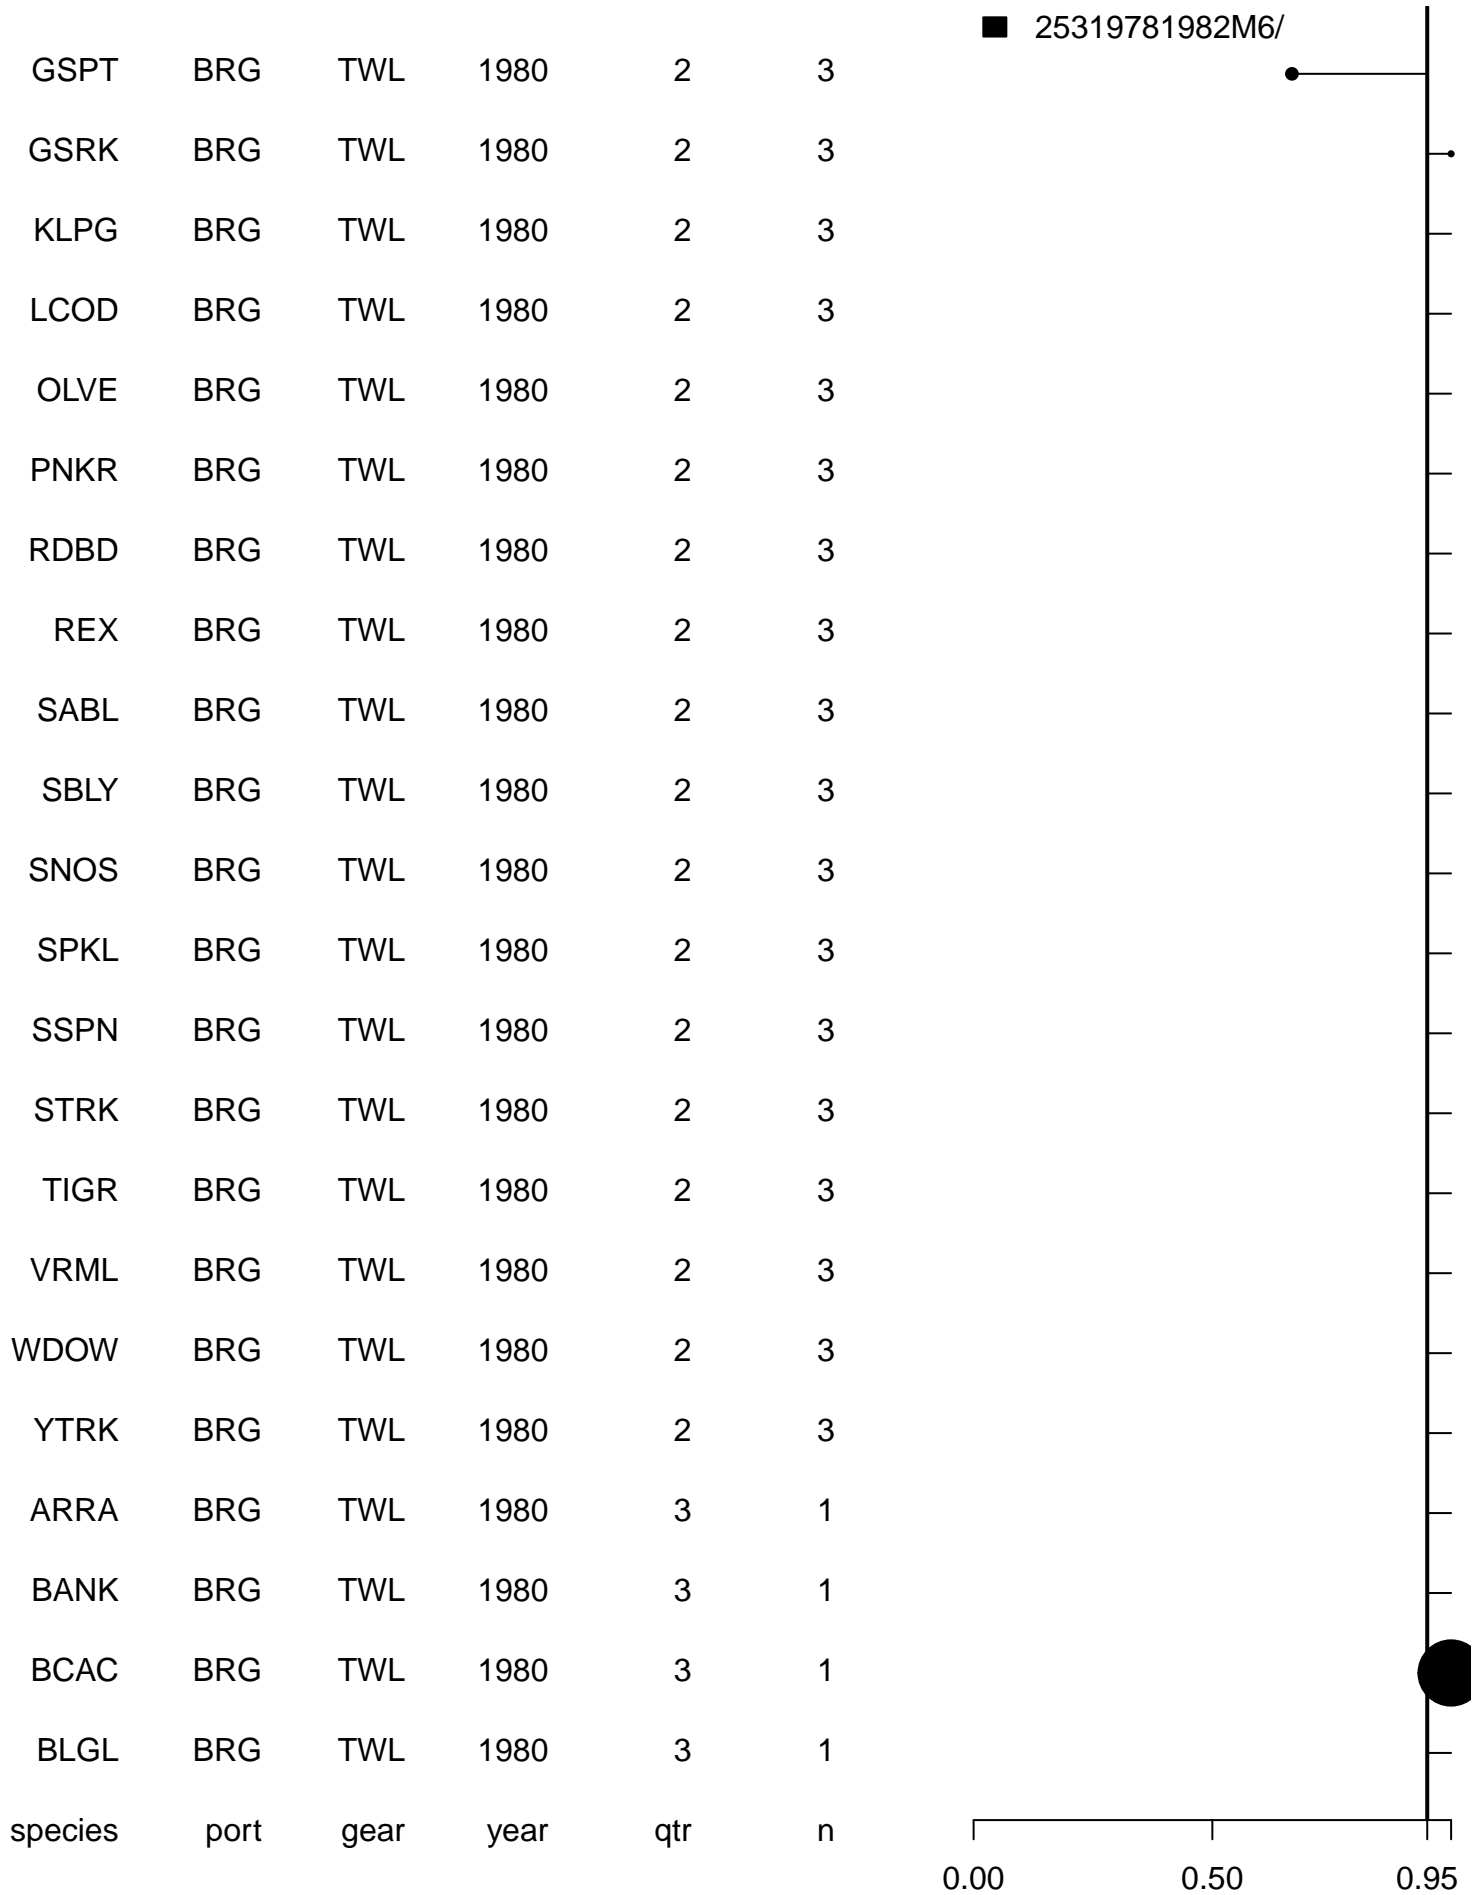 25319781982M6/
GSPT BRG TWL 1980 2 3
GSRK BRG TWL 1980 2 3
KLPG BRG TWL 1980 2 3
LCOD BRG TWL 1980 2 3
OLVE BRG TWL 1980 2 3
PNKR BRG TWL 1980 2 3
RDBD BRG TWL 1980 2 3
REX BRG TWL 1980 2 3
SABL BRG TWL 1980 2 3
SBLY BRG TWL 1980 2 3
SNOS BRG TWL 1980 2 3
SPKL BRG TWL 1980 2 3
SSPN BRG TWL 1980 2 3
STRK BRG TWL 1980 2 3
TIGR BRG TWL 1980 2 3
VRML BRG TWL 1980 2 3
WDOW BRG TWL 1980 2 3
YTRK BRG TWL 1980 2 3
ARRA BRG TWL 1980 3 1
BANK BRG TWL 1980 3 1
BCAC BRG TWL 1980 3 1
BLGL BRG TWL 1980 3 1
species port gear year qtr n
0.00 0.50 0.95